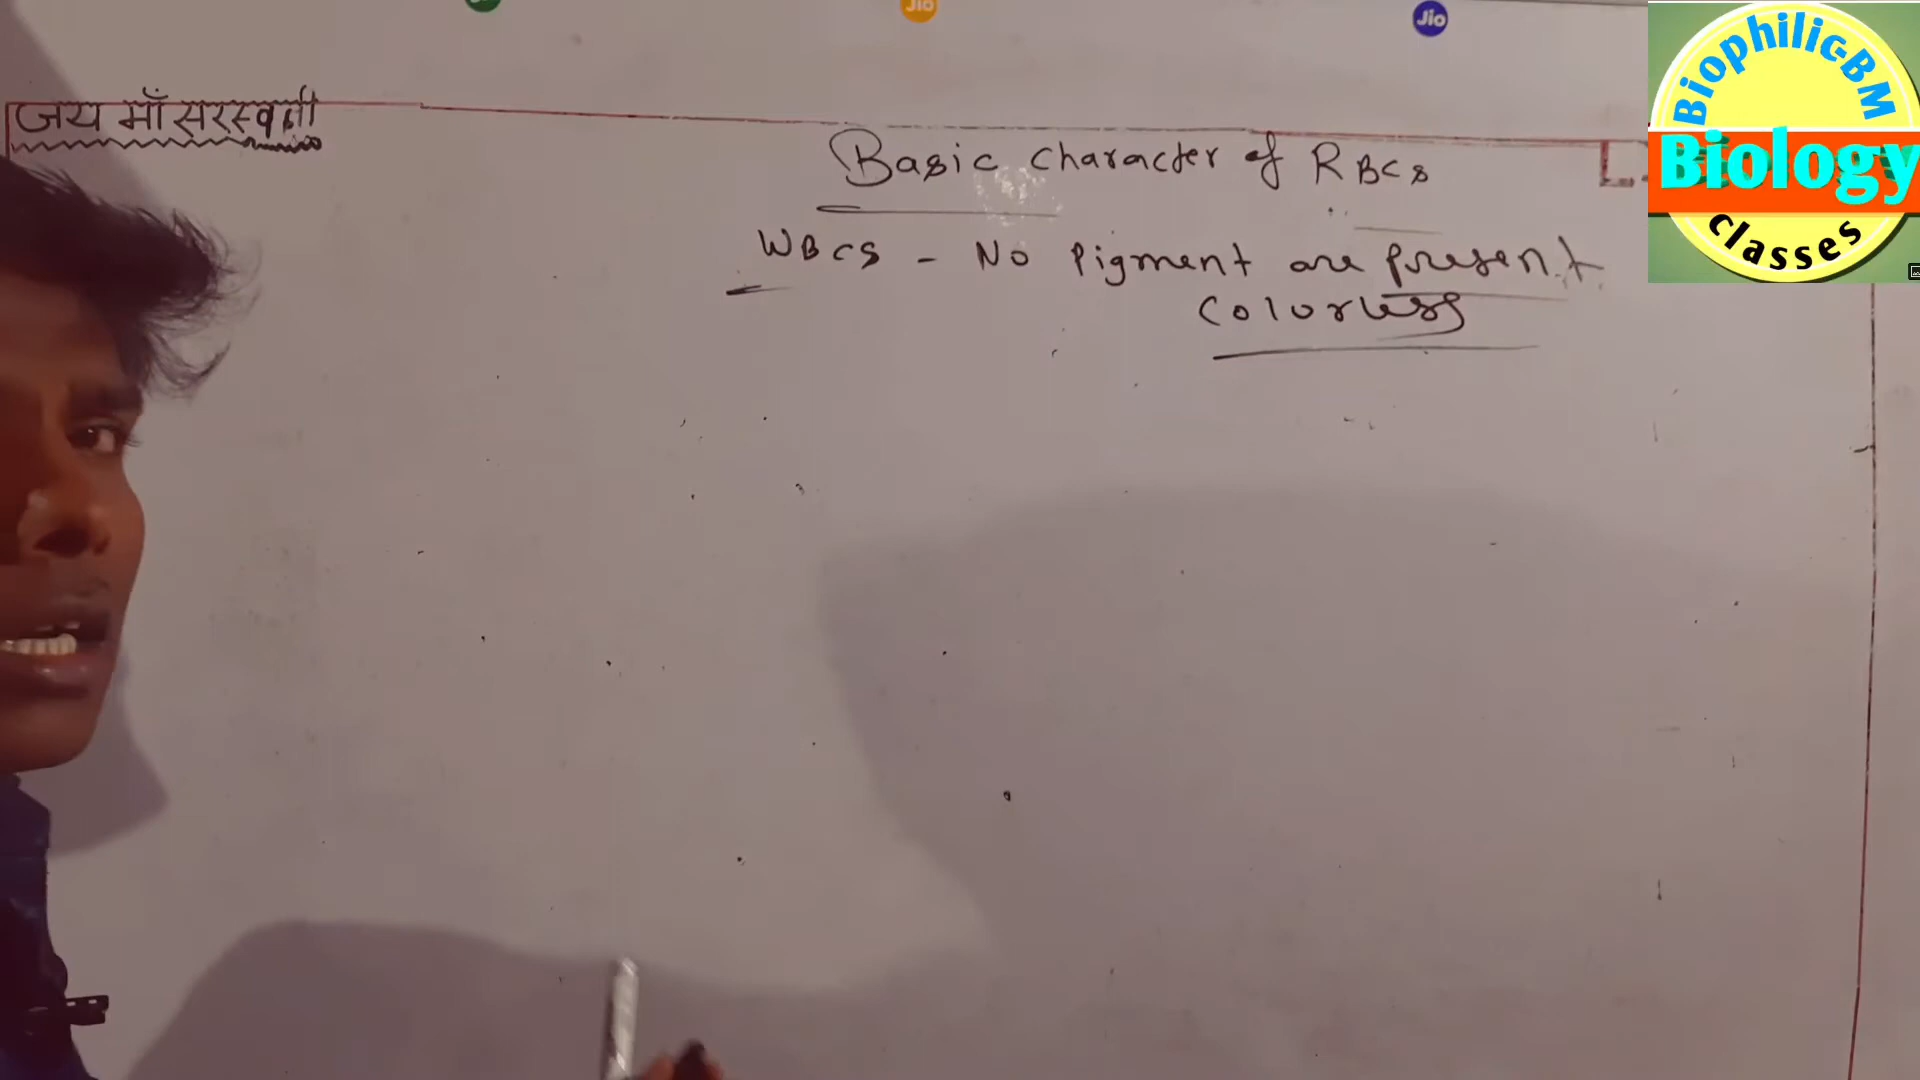 Jio
Jio
जय माँ सरस्वती
Basic Character of RBCs
WBCs - No Pigment are present
Colorless
Biophilic-BM
Biology
classes